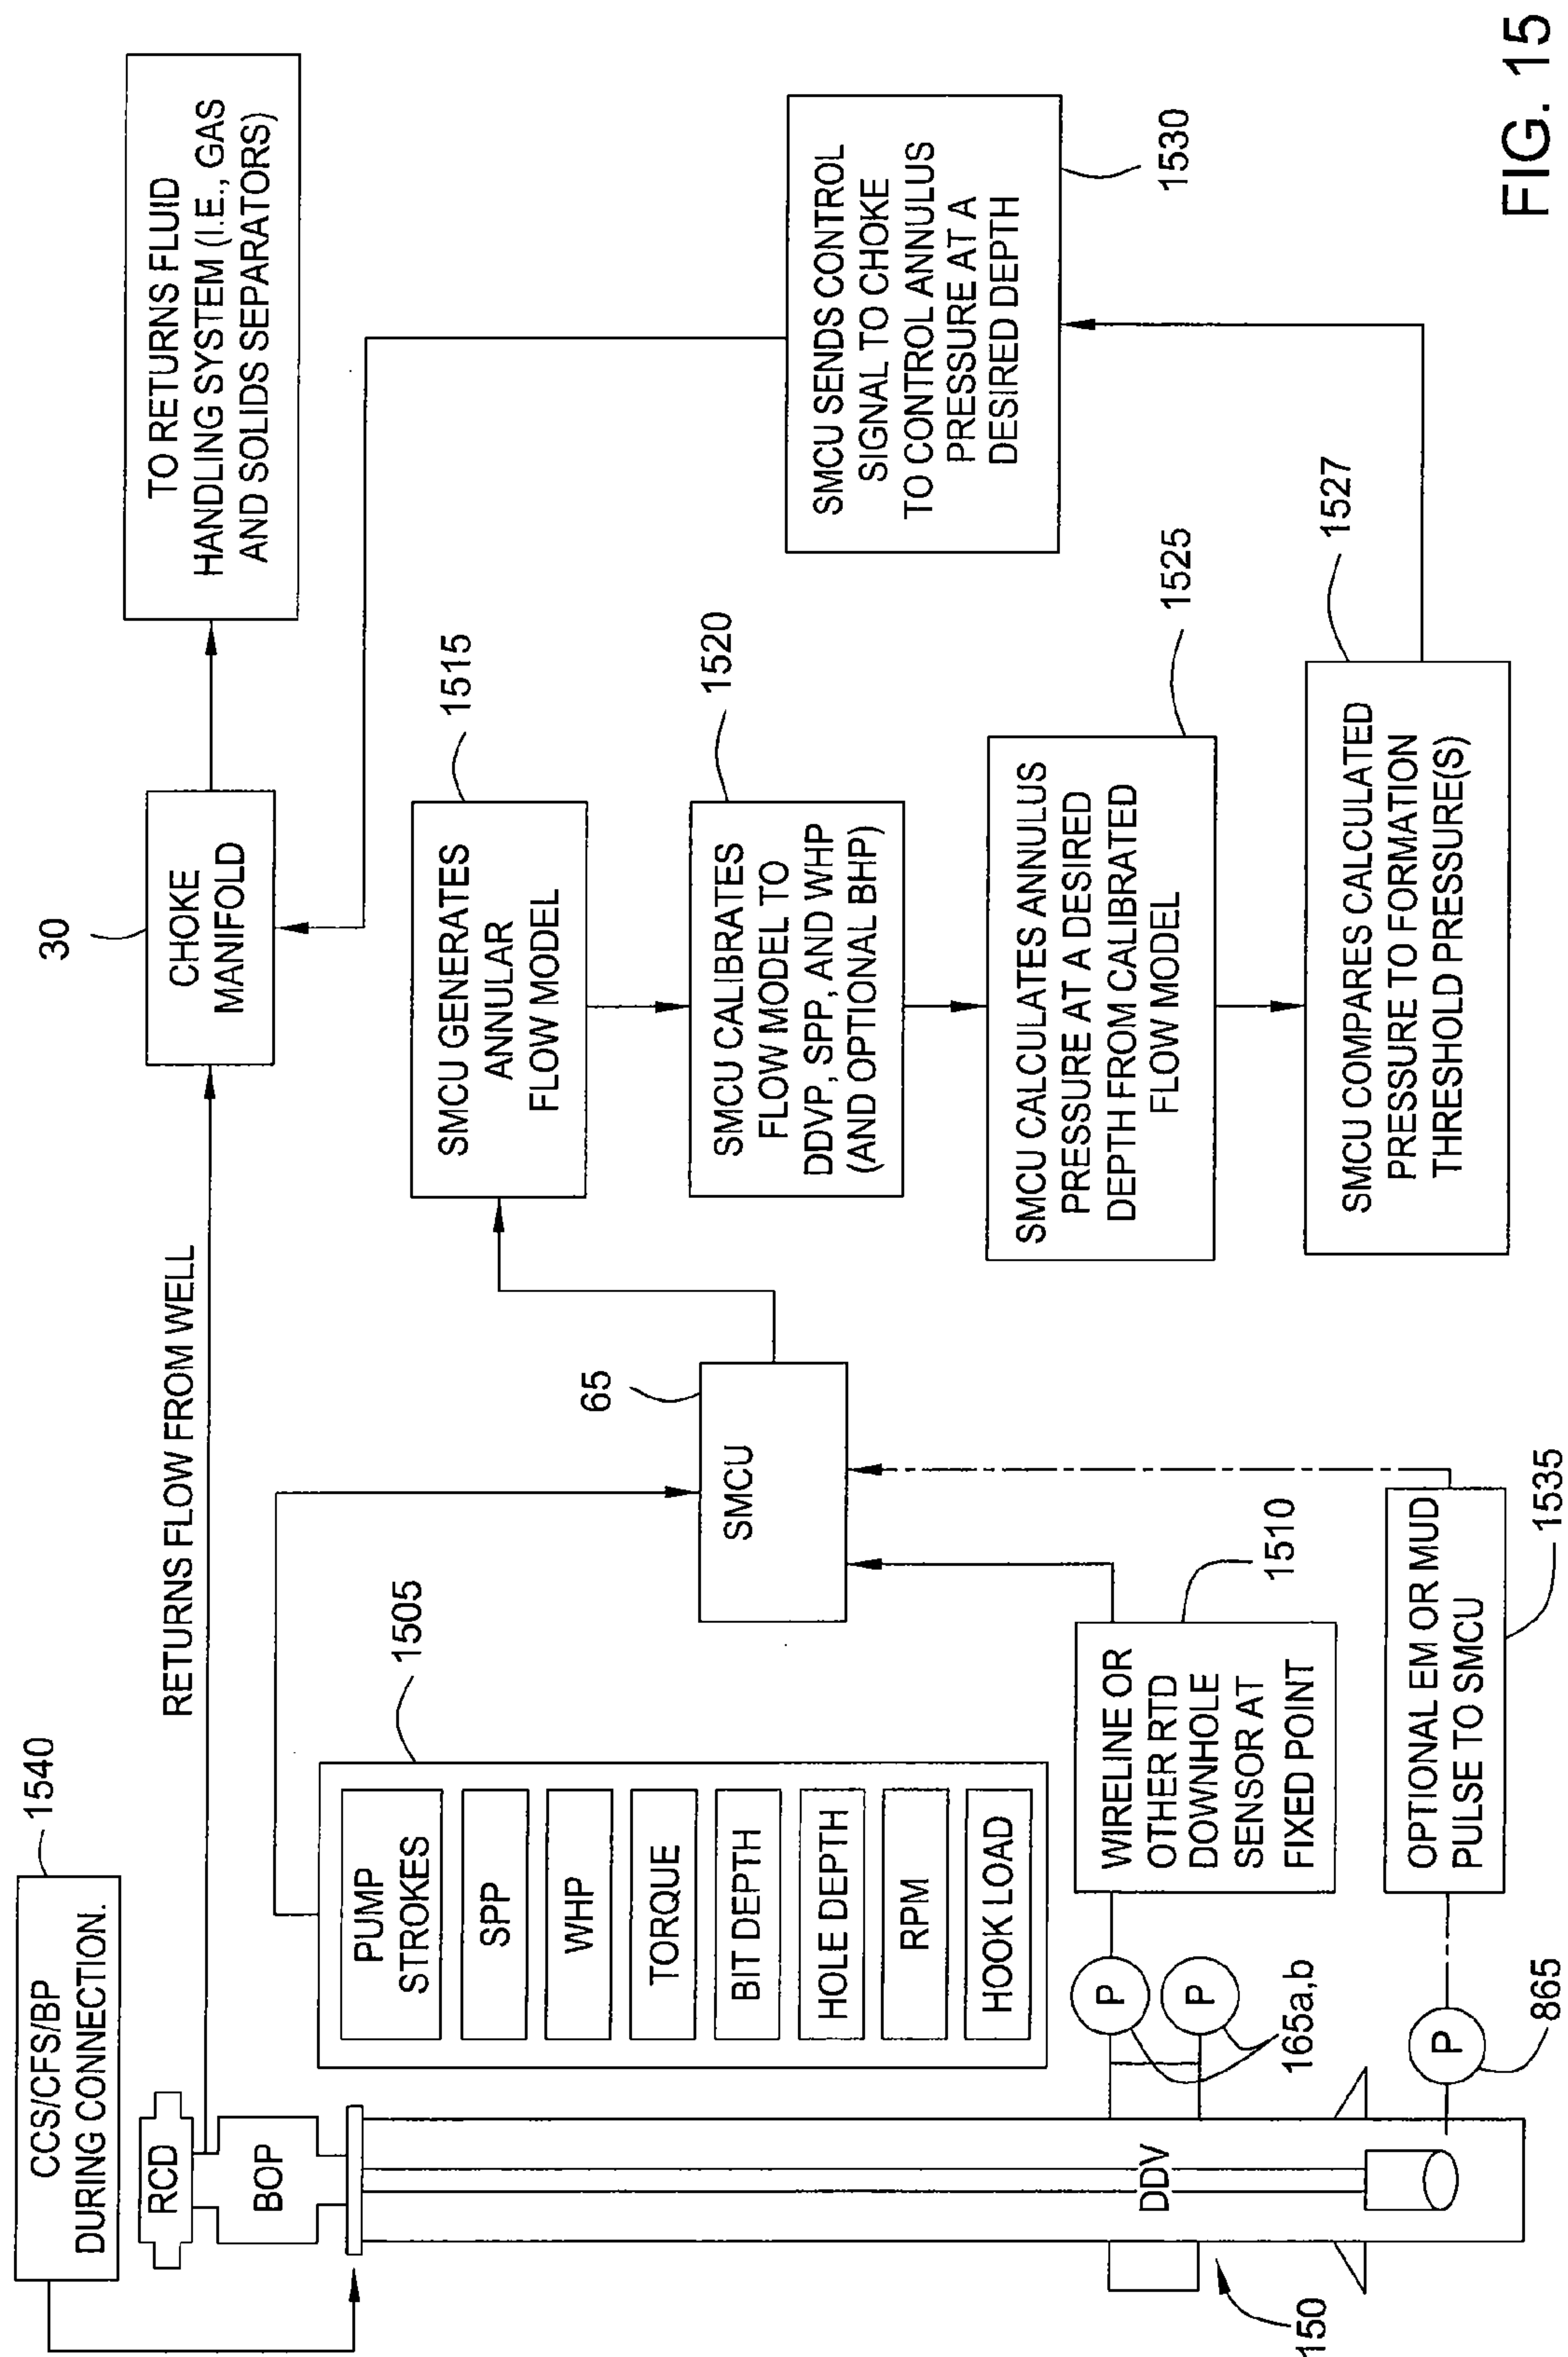 1540
CCS/CFS/BP
DURING CONNECTION.
RCD
BOP
RETURNS FLOW FROM WELL
30
CHOKE
MANIFOLD
TO RETURNS FLUID
HANDLING SYSTEM (I.E., GAS
AND SOLIDS SEPARATORS)
1505
PUMP
STROKES
SPP
WHP
TORQUE
BIT DEPTH
HOLE DEPTH
RPM
HOOK LOAD
65
SMCU
1515
SMCU GENERATES
ANNULAR
FLOW MODEL
1520
SMCU CALIBRATES
FLOW MODEL TO
DDVP, SPP, AND WHP
(AND OPTIONAL BHP)
1525
SMCU CALCULATES ANNULUS
PRESSURE AT A DESIRED
DEPTH FROM CALIBRATED
FLOW MODEL
1527
SMCU COMPARES CALCULATED
PRESSURE TO FORMATION
THRESHOLD PRESSURE(S)
SMCU SENDS CONTROL
SIGNAL TO CHOKE
TO CONTROL ANNULUS
PRESSURE AT A
DESIRED DEPTH
1530
DDV
150
P
P
165a,b
WIRELINE OR
OTHER RTD
DOWNHOLE
SENSOR AT
FIXED POINT
1510
P
865
OPTIONAL EM OR MUD
PULSE TO SMCU
1535
FIG. 15